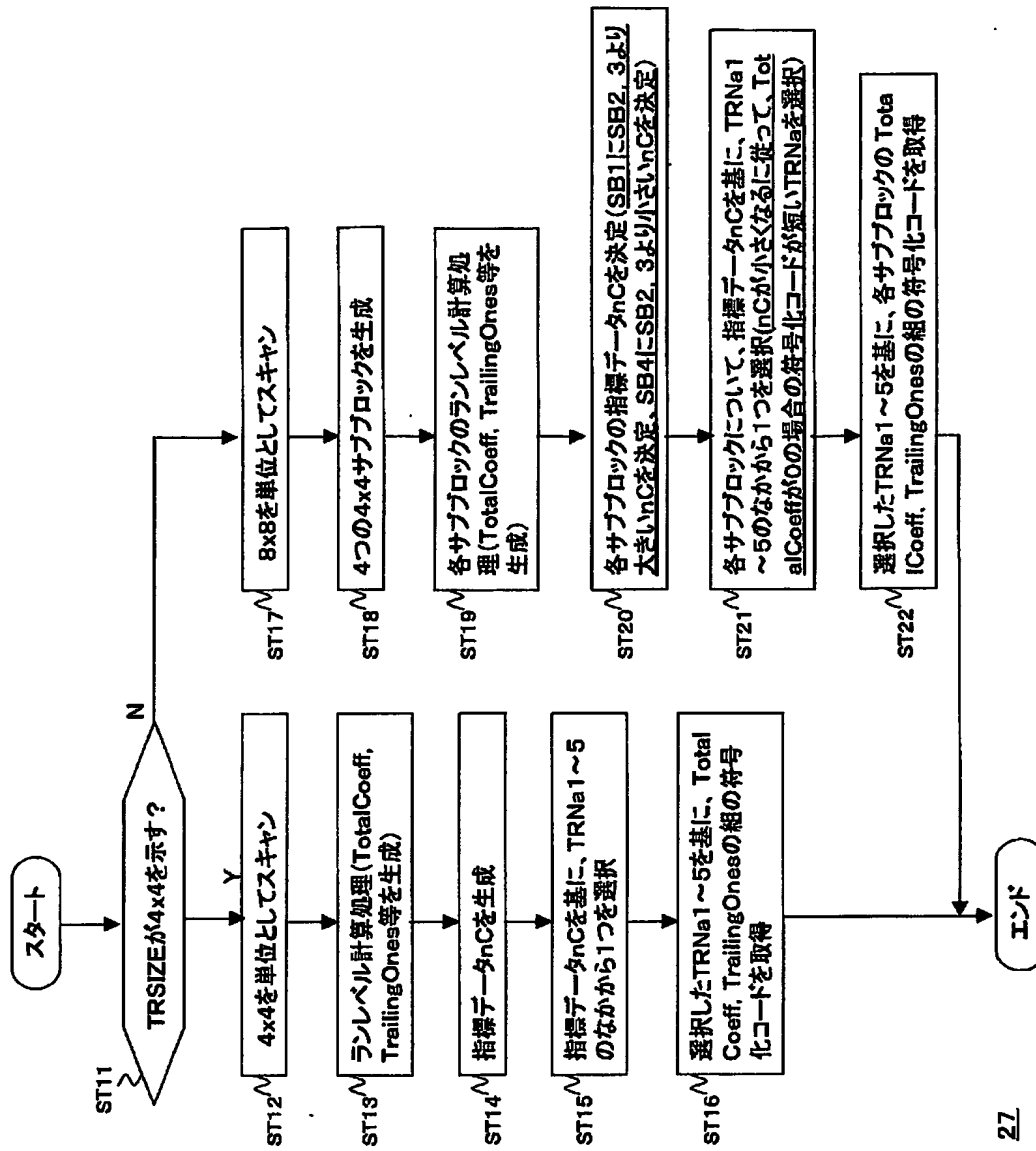 スタート
ST11
TRSIZEが4x4を示す?
Y
N
ST12
4x4を単位としてスキャン
ST13
ランレベル計算処理(TotalCoeff,
TrailingOnes等を生成)
ST14
指標データnCを生成
ST15
指標データnCを基に、TRNa1~5
のなかから1つを選択
ST16
選択したTRNa1~5を基に、Total
Coeff, TrailingOnesの組の符号
化コードを取得
ST17
8x8を単位としてスキャン
ST18
4つの4x4サブブロックを生成
ST19
各サブブロックのランレベル計算処
理(TotalCoeff, TrailingOnes等を
生成)
ST20
各サブブロックの指標データnCを決定(SB1にSB2, 3より
大きいnCを決定、SB4にSB2, 3より小さいnCを決定)
ST21
各サブブロックについて、指標データnCを基に、TRNa1
~5のなかから1つを選択(nCが小さくなるに従って、Tot
alCoeffが0の場合の符号化コードが短いTRNaを選択)
ST22
選択したTRNa1~5を基に、各サブブロックのTota
lCoeff, TrailingOnesの組の符号化コードを取得
エンド
27